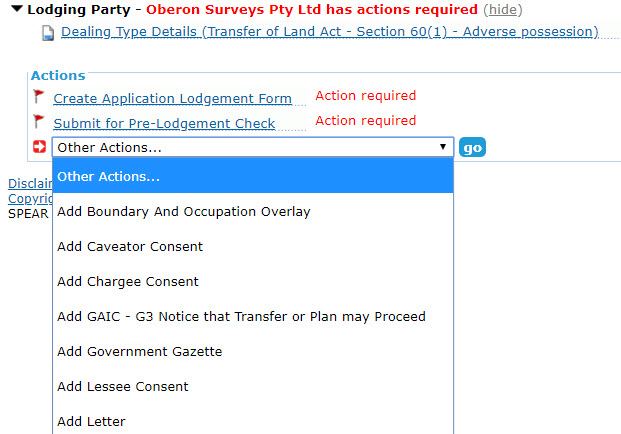 Lodging Party - Oberon Surveys Pty Ltd has actions required (hide)
Dealing Type Details (Transfer of Land Act - Section 60(1) - Adverse possession)
Actions
Create Application Lodgement Form Action required
Submit for Pre-Lodgement Check Action required
Other Actions... go
Other Actions...
Disclain
Add Boundary And Occupation Overlay
Copyrig
SPEAR
Add Caveator Consent
Add Chargee Consent
Add GAIC - G3 Notice that Transfer or Plan may Proceed
Add Government Gazette
Add Lessee Consent
Add Letter